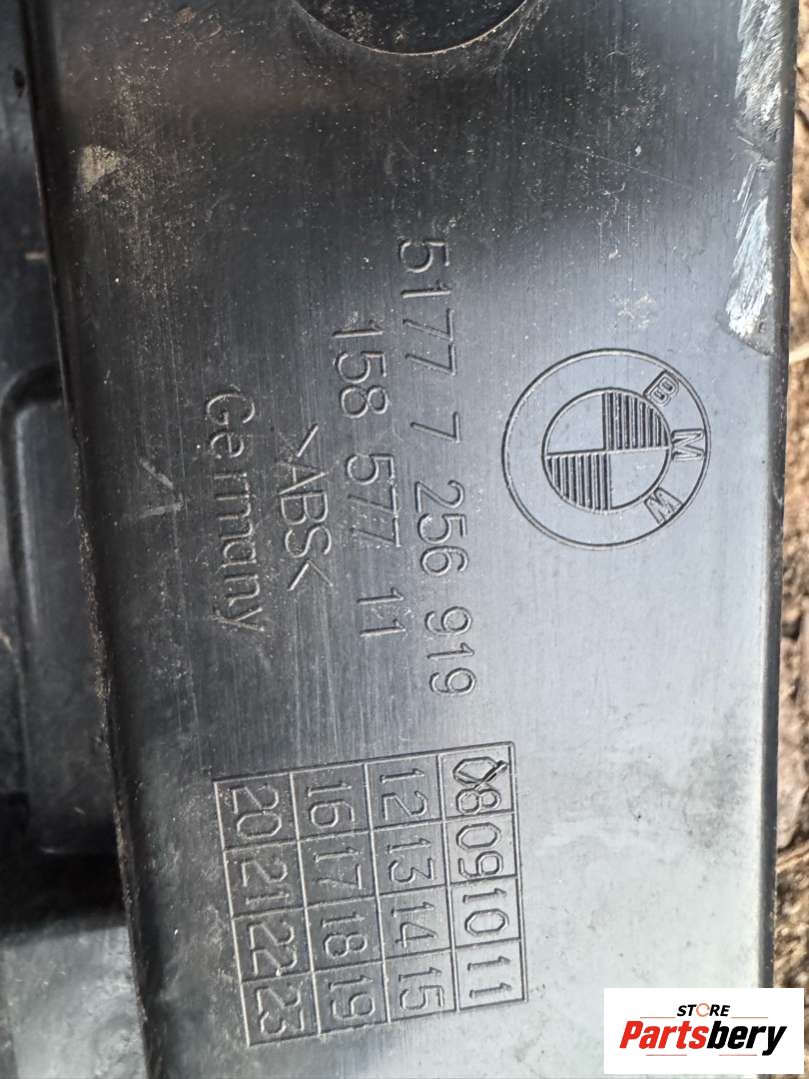 BMW
5177 7 256 919
158 577 11
>ABS<
Germany
08 09 10 11
12 13 14 15
16 17 18 19
20 21 22 23
STORE
Partsbery